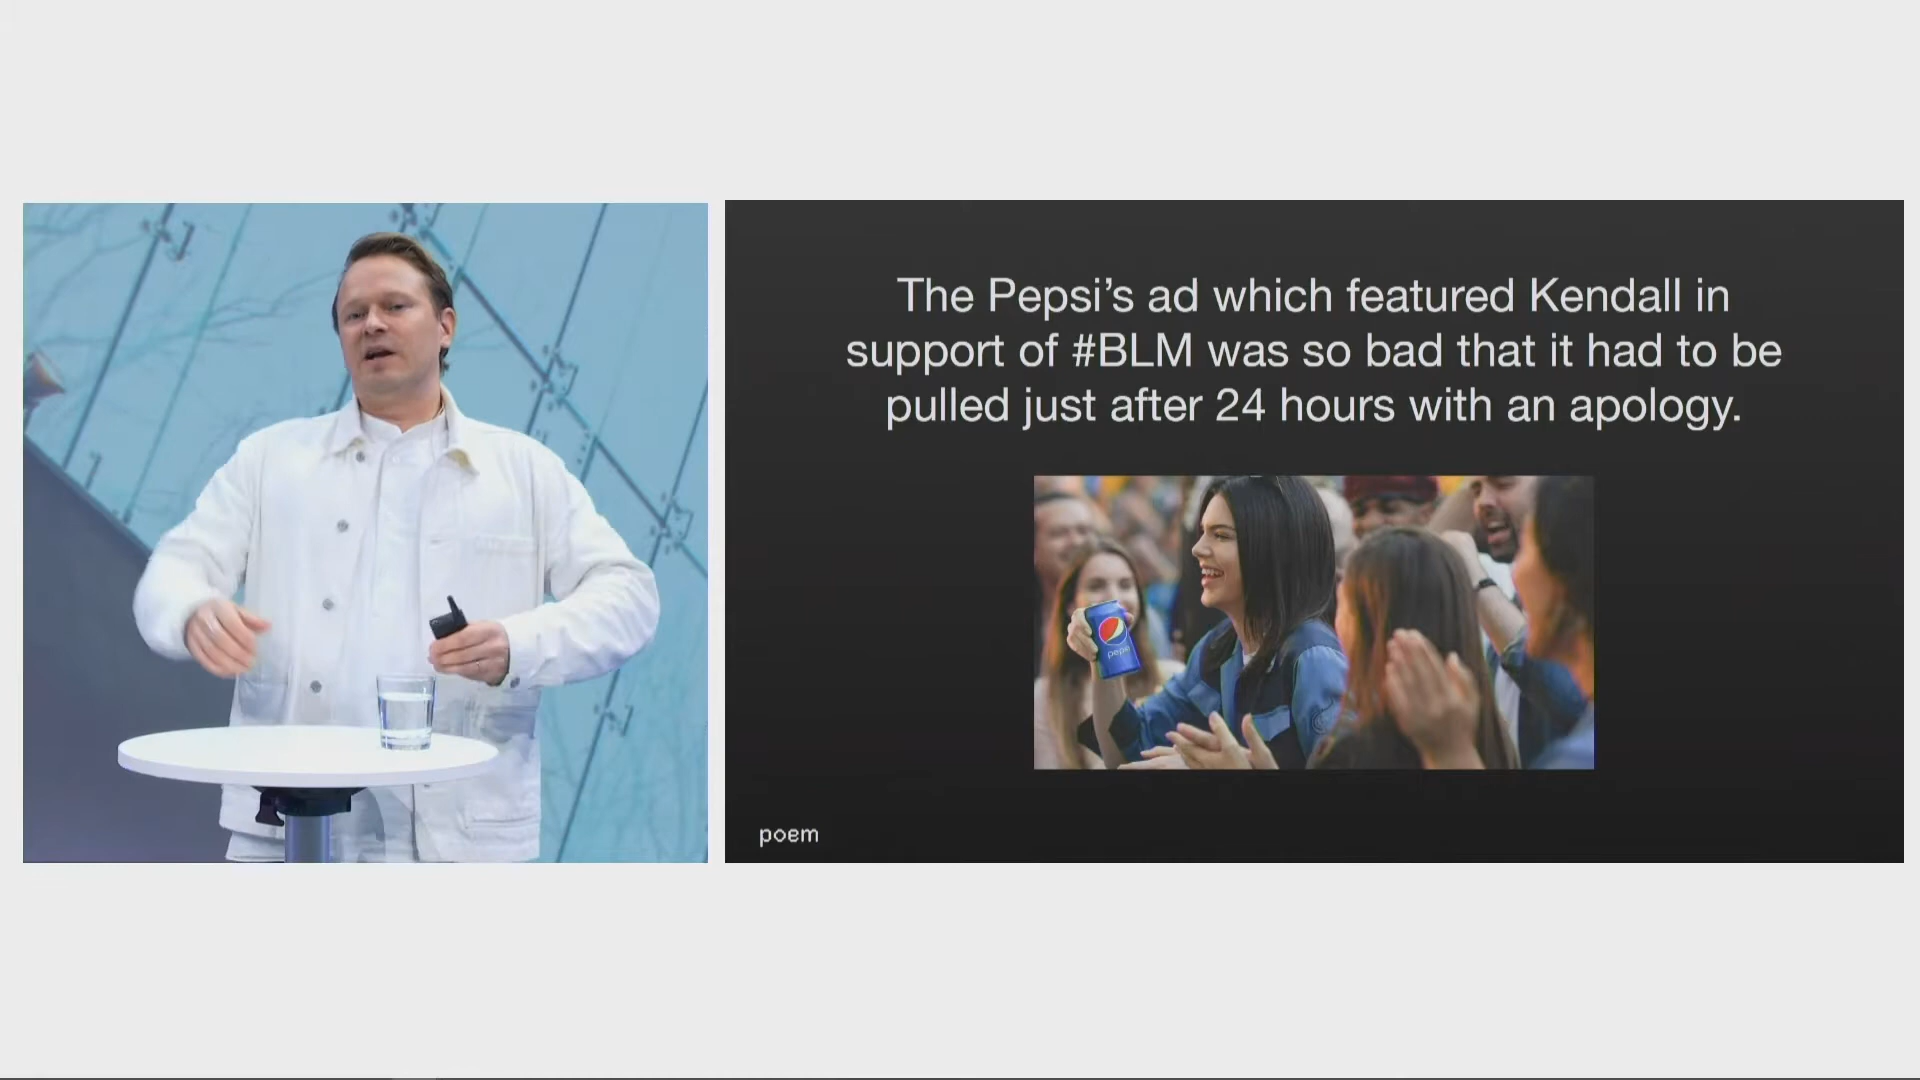 The Pepsi’s ad which featured Kendall in
support of #BLM was so bad that it had to be
pulled just after 24 hours with an apology.
pepsi
poem